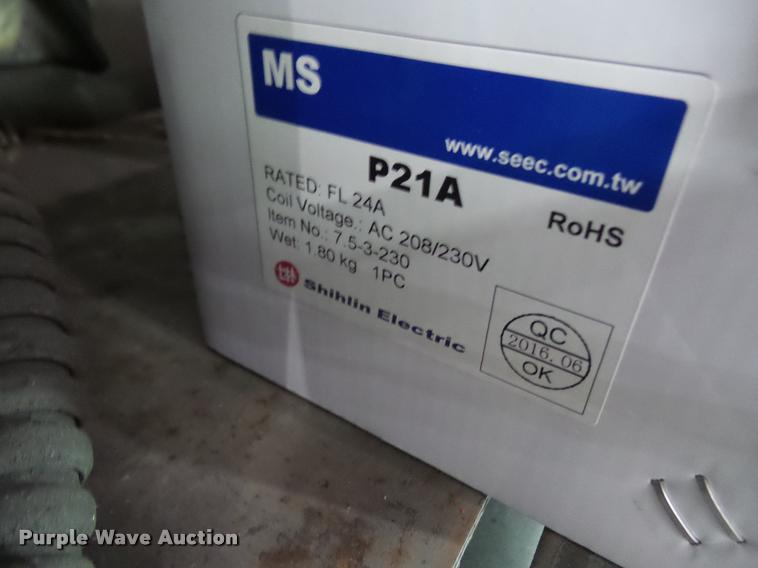 MS
www.seec.com.tw
P21A
RoHS
RATED: FL 24A
Coil Voltage.: AC 208/230V
Item No.: 7.5-3-230
Wet: 1.80 kg 1PC
Shihlin Electric
QC
2016.06
OK
Purple Wave Auction